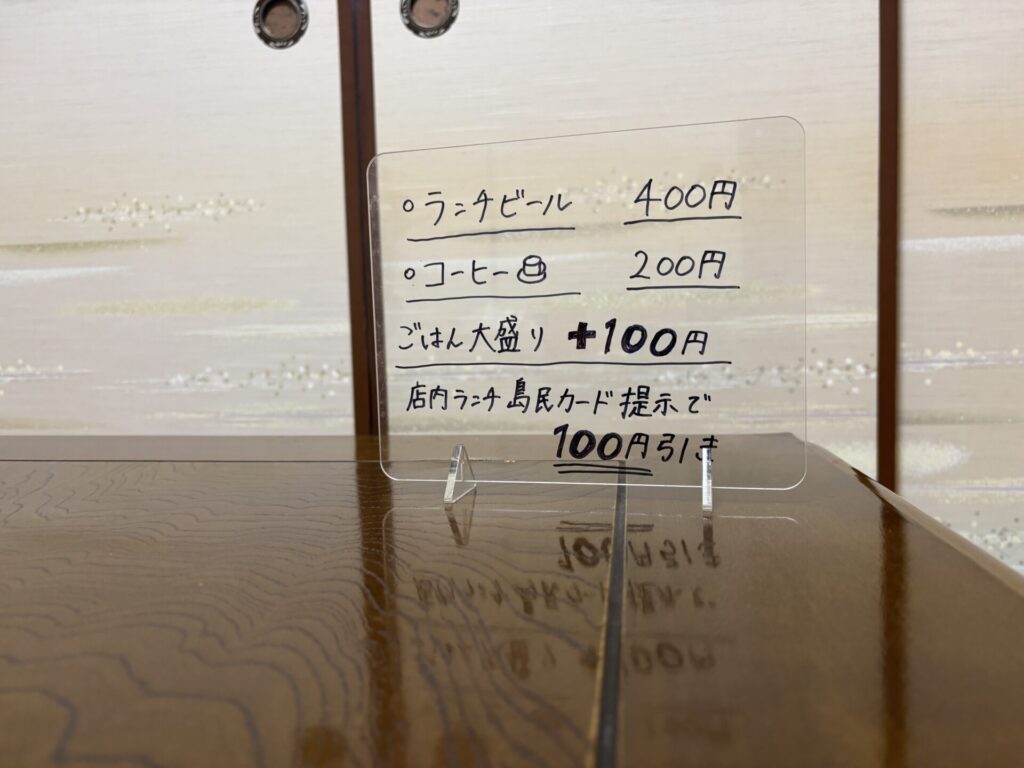 ○ランチビール 400円
○コーヒー 200円
ごはん大盛り +100円
店内ランチ島民カード提示で
100円引き